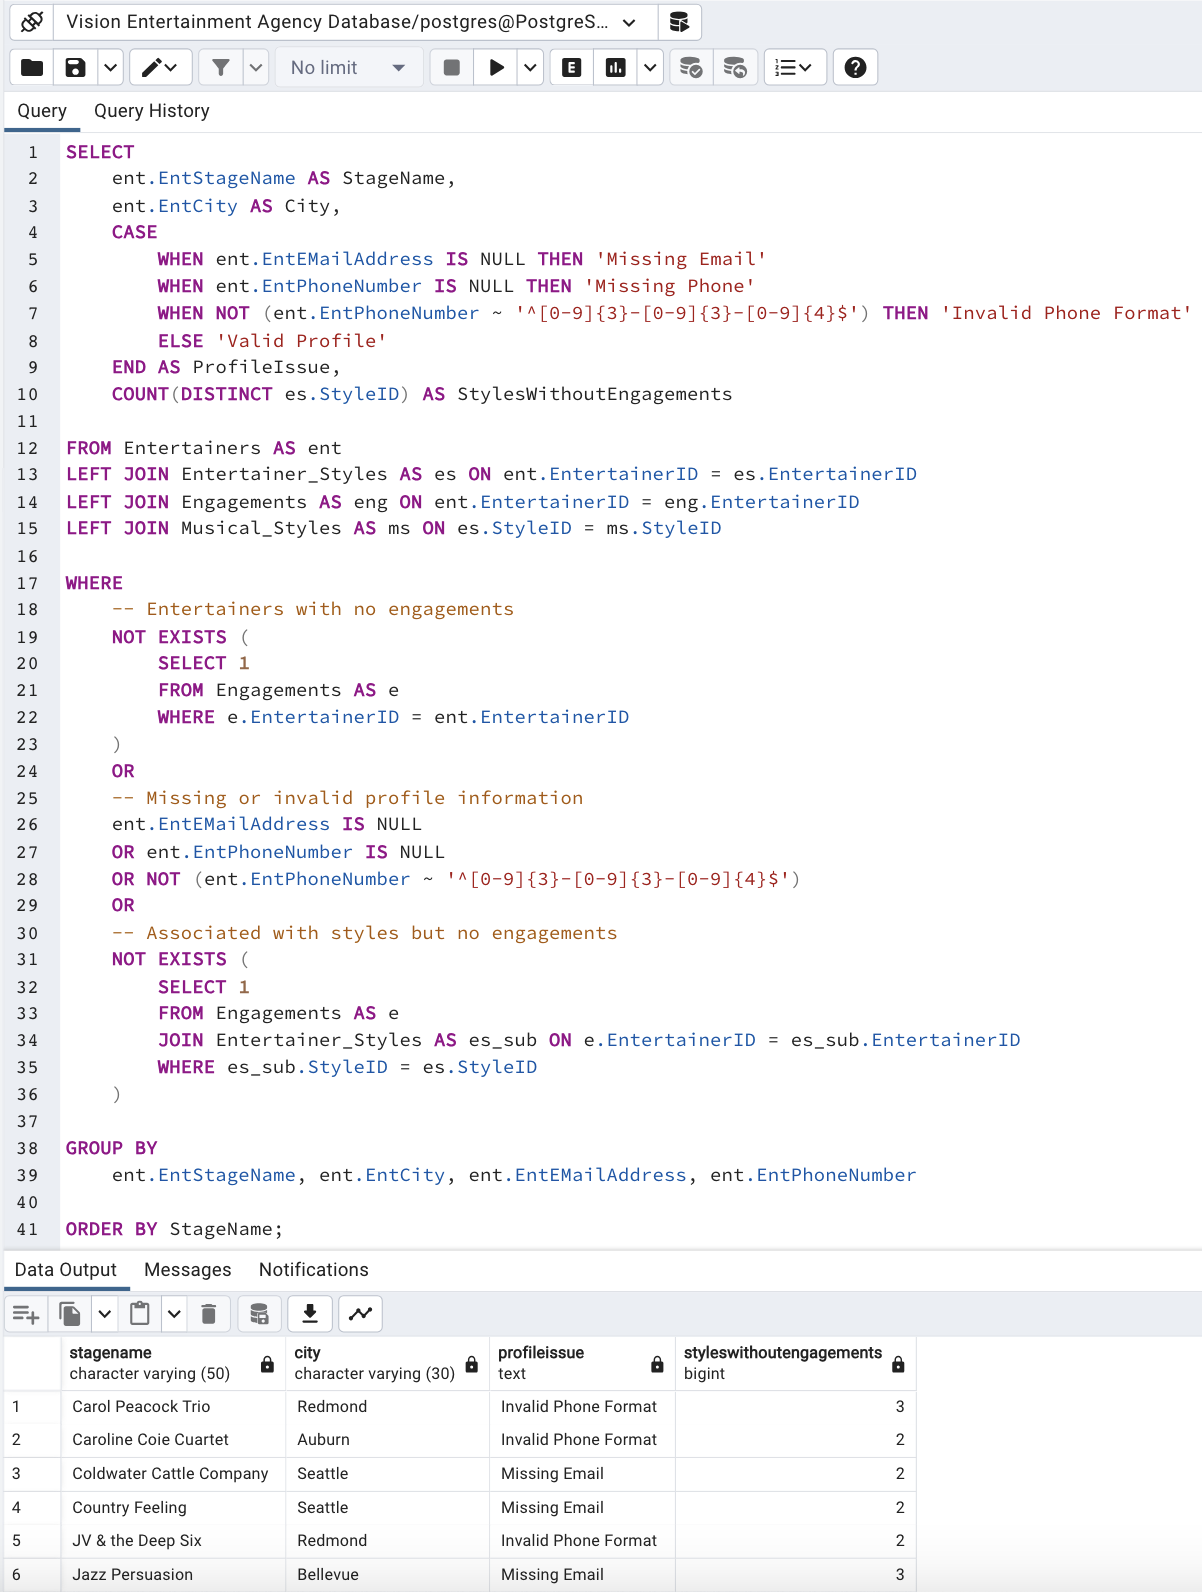 Vision Entertainment Agency Database/postgres@PostgreS...
No limit
E
?
Query Query History
1 SELECT
2 ent.EntStageName AS StageName,
3 ent.EntCity AS City,
4 CASE
5 WHEN ent.EntEMailAddress IS NULL THEN 'Missing Email'
6 WHEN ent.EntPhoneNumber IS NULL THEN 'Missing Phone'
7 WHEN NOT (ent.EntPhoneNumber ~ '^[0-9]{3}-[0-9]{3}-[0-9]{4}$') THEN 'Invalid Phone Format'
8 ELSE 'Valid Profile'
9 END AS ProfileIssue,
10 COUNT(DISTINCT es.StyleID) AS StylesWithoutEngagements
11
12 FROM Entertainers AS ent
13 LEFT JOIN Entertainer_Styles AS es ON ent.EntertainerID = es.EntertainerID
14 LEFT JOIN Engagements AS eng ON ent.EntertainerID = eng.EntertainerID
15 LEFT JOIN Musical_Styles AS ms ON es.StyleID = ms.StyleID
16
17 WHERE
18 -- Entertainers with no engagements
19 NOT EXISTS (
20 SELECT 1
21 FROM Engagements AS e
22 WHERE e.EntertainerID = ent.EntertainerID
23 )
24 OR
25 -- Missing or invalid profile information
26 ent.EntEMailAddress IS NULL
27 OR ent.EntPhoneNumber IS NULL
28 OR NOT (ent.EntPhoneNumber ~ '^[0-9]{3}-[0-9]{3}-[0-9]{4}$')
29 OR
30 -- Associated with styles but no engagements
31 NOT EXISTS (
32 SELECT 1
33 FROM Engagements AS e
34 JOIN Entertainer_Styles AS es_sub ON e.EntertainerID = es_sub.EntertainerID
35 WHERE es_sub.StyleID = es.StyleID
36 )
37
38 GROUP BY
39 ent.EntStageName, ent.EntCity, ent.EntEMailAddress, ent.EntPhoneNumber
40
41 ORDER BY StageName;
Data Output Messages Notifications
stagename city profileissue styleswithoutengagements
character varying (50) character varying (30) text bigint
1 Carol Peacock Trio Redmond Invalid Phone Format 3
2 Caroline Coie Cuartet Auburn Invalid Phone Format 2
3 Coldwater Cattle Company Seattle Missing Email 2
4 Country Feeling Seattle Missing Email 2
5 JV & the Deep Six Redmond Invalid Phone Format 2
6 Jazz Persuasion Bellevue Missing Email 3